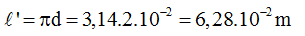 ℓ' = πd = 3,14.2.10⁻² = 6,28.10⁻² m